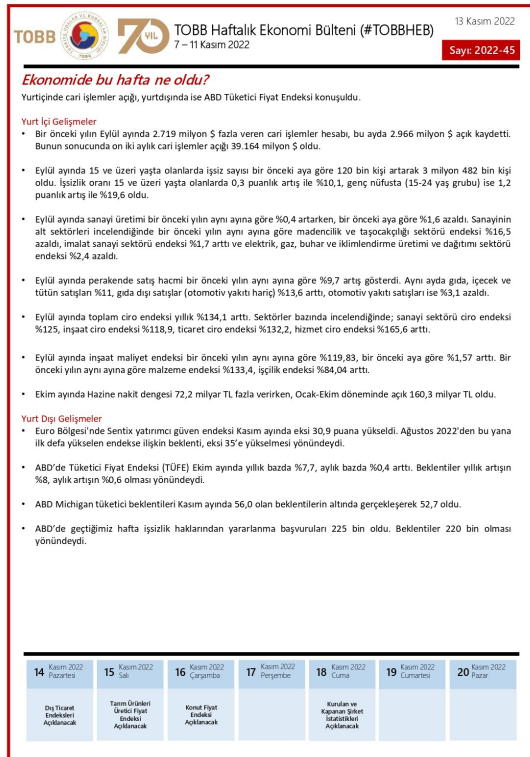 TOBB
TOBB
70 YIL
TOBB Haftalık Ekonomi Bülteni (#TOBBHEB)
7 – 11 Kasım 2022
13 Kasım 2022
Sayı: 2022-45
Ekonomide bu hafta ne oldu?
Yurtiçinde cari işlemler açığı, yurtdışında ise ABD Tüketici Fiyat Endeksi konuşuldu.
Yurt İçi Gelişmeler
• Bir önceki yılın Eylül ayında 2.719 milyon $ fazla veren cari işlemler hesabı, bu ayda 2.966 milyon $ açık kaydetti.
Bunun sonucunda on iki aylık cari işlemler açığı 39.164 milyon $ oldu.
• Eylül ayında 15 ve üzeri yaşta olanlarda işsiz sayısı bir önceki aya göre 120 bin kişi artarak 3 milyon 482 bin kişi
oldu. İşsizlik oranı 15 ve üzeri yaşta olanlarda 0,3 puanlık artış ile %10,1, genç nüfusta (15-24 yaş grubu) ise 1,2
puanlık artış ile %19,6 oldu.
• Eylül ayında sanayi üretimi bir önceki yılın aynı ayına göre %0,4 artarken, bir önceki aya göre %1,6 azaldı. Sanayinin
alt sektörleri incelendiğinde bir önceki yılın aynı ayına göre madencilik ve taşocakçılığı sektörü endeksi %16,5
azaldı, imalat sanayi sektörü endeksi %1,7 arttı ve elektrik, gaz, buhar ve iklimlendirme üretimi ve dağıtımı sektörü
endeksi %2,4 azaldı.
• Eylül ayında perakende satış hacmi bir önceki yılın aynı ayına göre %9,7 artış gösterdi. Aynı ayda gıda, içecek ve
tütün satışları %11, gıda dışı satışlar (otomotiv yakıtı hariç) %13,6 arttı, otomotiv yakıtı satışları ise %3,1 azaldı.
• Eylül ayında toplam ciro endeksi yıllık %134,1 arttı. Sektörler bazında incelendiğinde; sanayi sektörü ciro endeksi
%125, inşaat ciro endeksi %118,9, ticaret ciro endeksi %132,2, hizmet ciro endeksi %165,6 arttı.
• Eylül ayında inşaat maliyet endeksi bir önceki yılın aynı ayına göre %119,83, bir önceki aya göre %1,57 arttı. Bir
önceki yılın aynı ayına göre malzeme endeksi %133,4, işçilik endeksi %84,04 arttı.
• Ekim ayında Hazine nakit dengesi 72,2 milyar TL fazla verirken, Ocak-Ekim döneminde açık 160,3 milyar TL oldu.
Yurt Dışı Gelişmeler
• Euro Bölgesi'nde Sentix yatırımcı güven endeksi Kasım ayında eksi 30,9 puana yükseldi. Ağustos 2022'den bu yana
ilk defa yükselen endekse ilişkin beklenti, eksi 35'e yükselmesi yönündeydi.
• ABD'de Tüketici Fiyat Endeksi (TÜFE) Ekim ayında yıllık bazda %7,7, aylık bazda %0,4 arttı. Beklentiler yıllık artışın
%8, aylık artışın %0,6 olması yönündeydi.
• ABD Michigan tüketici beklentileri Kasım ayında 56,0 olan beklentilerin altında gerçekleşerek 52,7 oldu.
• ABD'de geçtiğimiz hafta işsizlik haklarından yararlanma başvuruları 225 bin oldu. Beklentiler 220 bin olması
yönündeydi.
14 Kasım 2022 Pazartesi
15 Kasım 2022 Salı
16 Kasım 2022 Çarşamba
17 Kasım 2022 Perşembe
18 Kasım 2022 Cuma
19 Kasım 2022 Cumartesi
20 Kasım 2022 Pazar
Dış Ticaret
Endeksleri
Açıklanacak
Tarım Ürünleri
Üretici Fiyat
Endeksi
Açıklanacak
Konut Fiyat
Endeksi
Açıklanacak
Kurulan ve
Kapanan Şirket
İstatistikleri
Açıklanacak